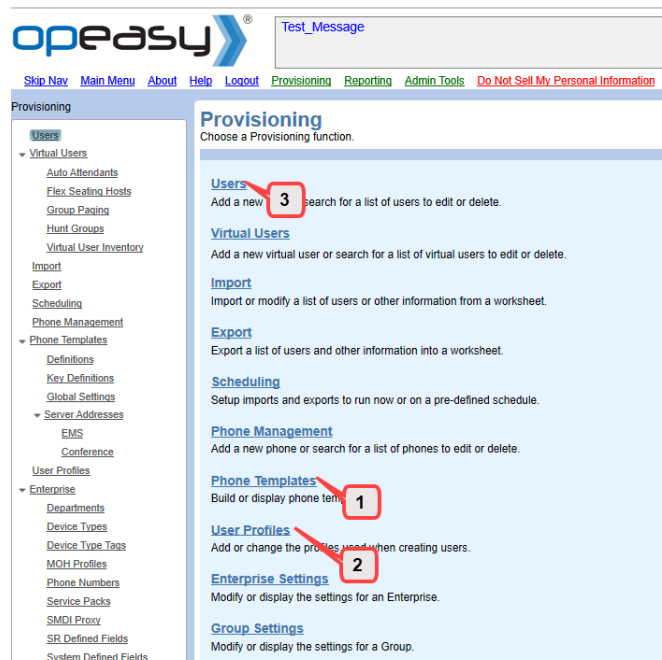 opeasy®
Test_Message
Skip Nav Main Menu About Help Logout Provisioning Reporting Admin Tools Do Not Sell My Personal Information
Provisioning
Users
Virtual Users
Auto Attendants
Flex Seating Hosts
Group Paging
Hunt Groups
Virtual User Inventory
Import
Export
Scheduling
Phone Management
Phone Templates
Definitions
Key Definitions
Global Settings
Server Addresses
EMS
Conference
User Profiles
Enterprise
Departments
Device Types
Device Type Tags
MOH Profiles
Phone Numbers
Service Packs
SMDI Proxy
SR Defined Fields
System Defined Fields
Provisioning
Choose a Provisioning function.
Users
3
Add a new search for a list of users to edit or delete.
Virtual Users
Add a new virtual user or search for a list of virtual users to edit or delete.
Import
Import or modify a list of users or other information from a worksheet.
Export
Export a list of users and other information into a worksheet.
Scheduling
Setup imports and exports to run now or on a pre-defined schedule.
Phone Management
Add a new phone or search for a list of phones to edit or delete.
Phone Templates
Build or display phone
1
User Profiles
Add or change the profiles used when creating users.
2
Enterprise Settings
Modify or display the settings for an Enterprise.
Group Settings
Modify or display the settings for a Group.